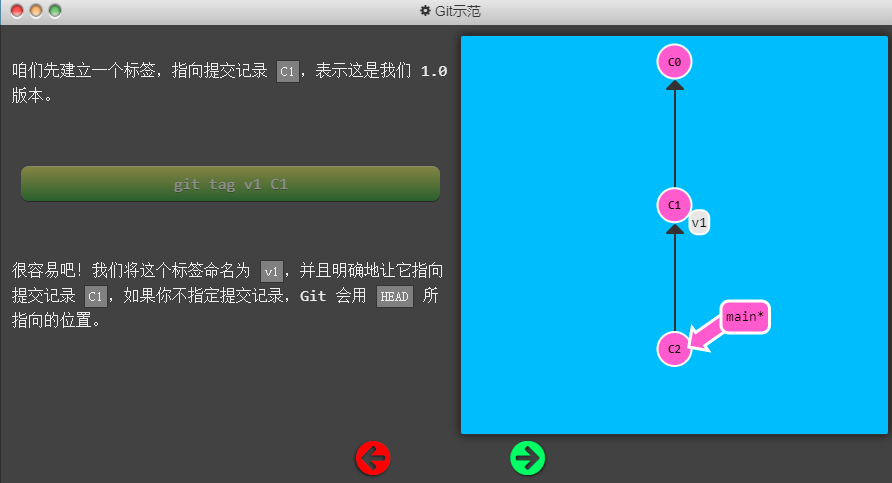 Git示范
咱们先建立一个标签，指向提交记录 C1，表示这是我们 1.0
版本。
git tag v1 C1
很容易吧！我们将这个标签命名为 v1，并且明确地让它指向
提交记录 C1，如果你不指定提交记录，Git 会用 HEAD 所
指向的位置。
C0
C1
v1
main*
C2